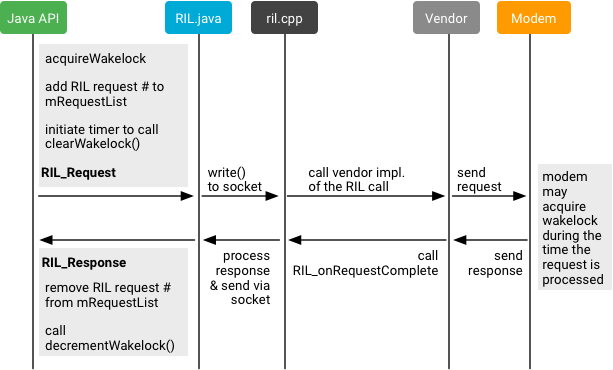 Java API
RIL.java
ril.cpp
Vendor
Modem
acquireWakelock
add RIL request # to
mRequestList
initiate timer to call
clearWakelock()
RIL_Request
write()
to socket
call vendor impl.
of the RIL call
send
request
modem
may
acquire
wakelock
during the
time the
request is
processed
RIL_Response
remove RIL request #
from mRequestList
call
decrementWakelock()
process
response
& send via
socket
call
RIL_onRequestComplete
send
response